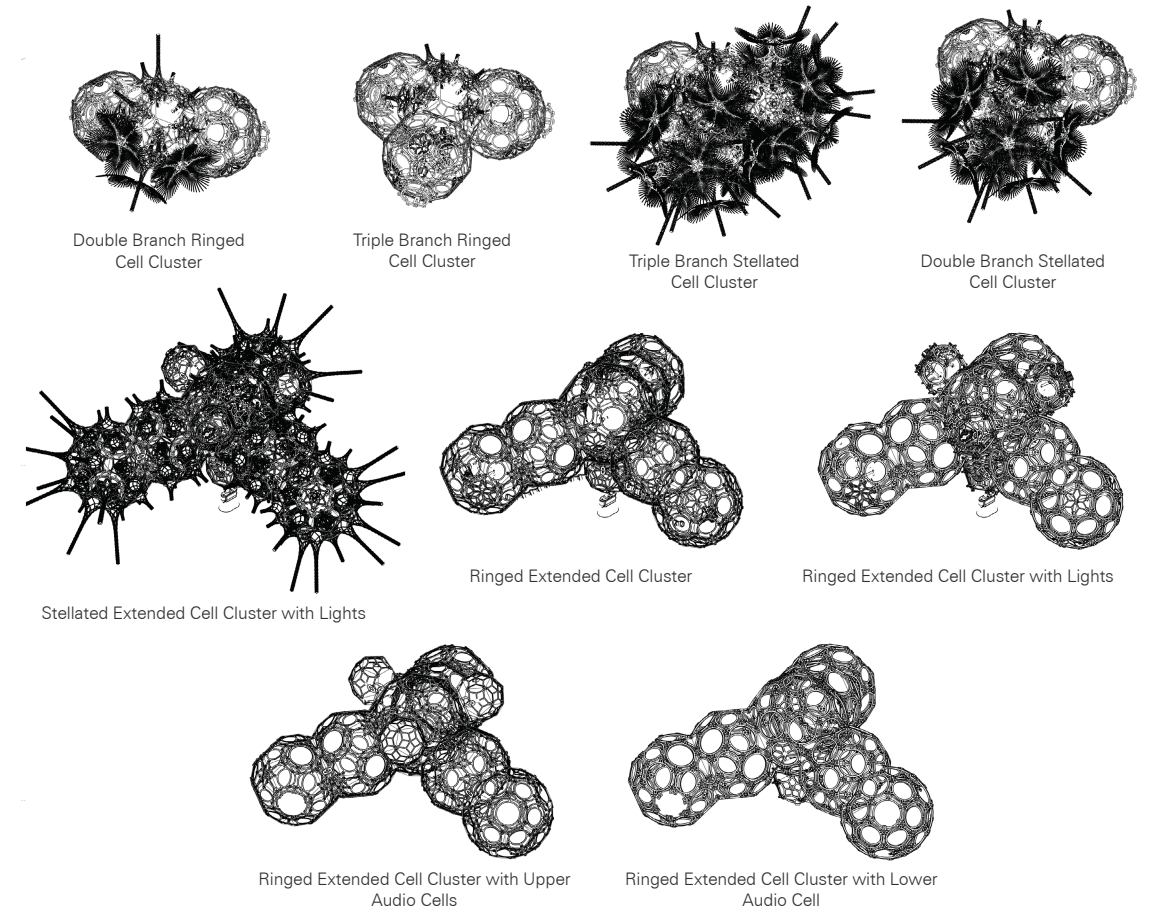 Double Branch Ringed
Cell Cluster
Triple Branch Ringed
Cell Cluster
Triple Branch Stellated
Cell Cluster
Double Branch Stellated
Cell Cluster
Stellated Extended Cell Cluster with Lights
Ringed Extended Cell Cluster
Ringed Extended Cell Cluster with Lights
Ringed Extended Cell Cluster with Upper
Audio Cells
Ringed Extended Cell Cluster with Lower
Audio Cell